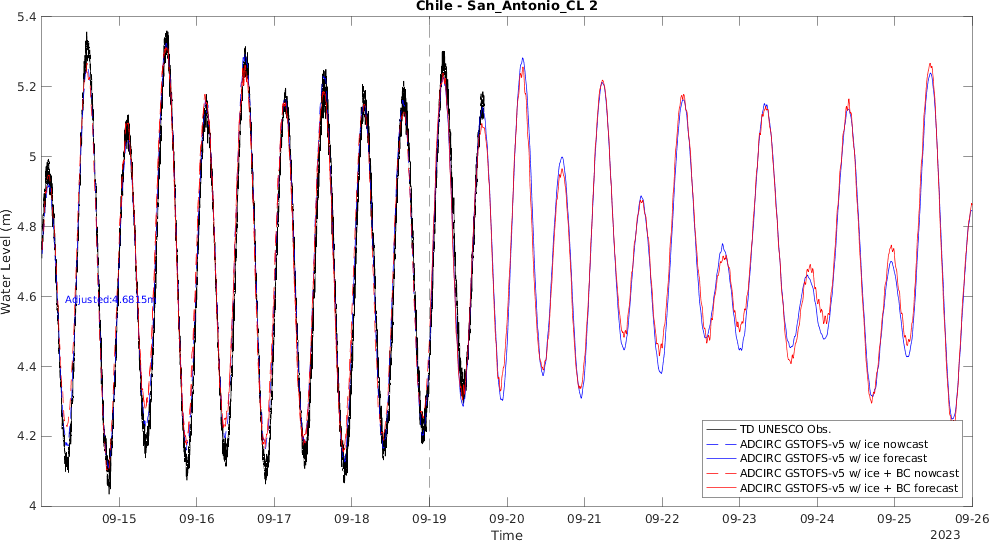 Chile - San_Antonio_CL 2
Water Level (m)
5.4
5.2
5
4.8
4.6
4.4
4.2
4
Adjusted:4.6815m
TD UNESCO Obs.
ADCIRC GSTOFS-v5 w/ ice nowcast
ADCIRC GSTOFS-v5 w/ ice forecast
ADCIRC GSTOFS-v5 w/ ice + BC nowcast
ADCIRC GSTOFS-v5 w/ ice + BC forecast
09-15 09-16 09-17 09-18 09-19 09-20 09-21 09-22 09-23 09-24 09-25 09-26
Time
2023